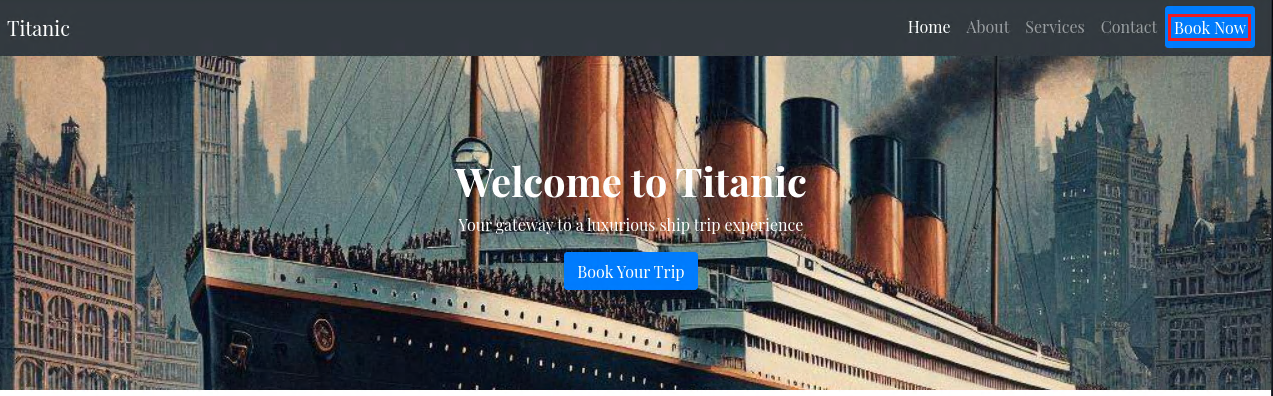 Titanic
Home About Services Contact Book Now
Welcome to Titanic
Your gateway to a luxurious ship trip experience
Book Your Trip